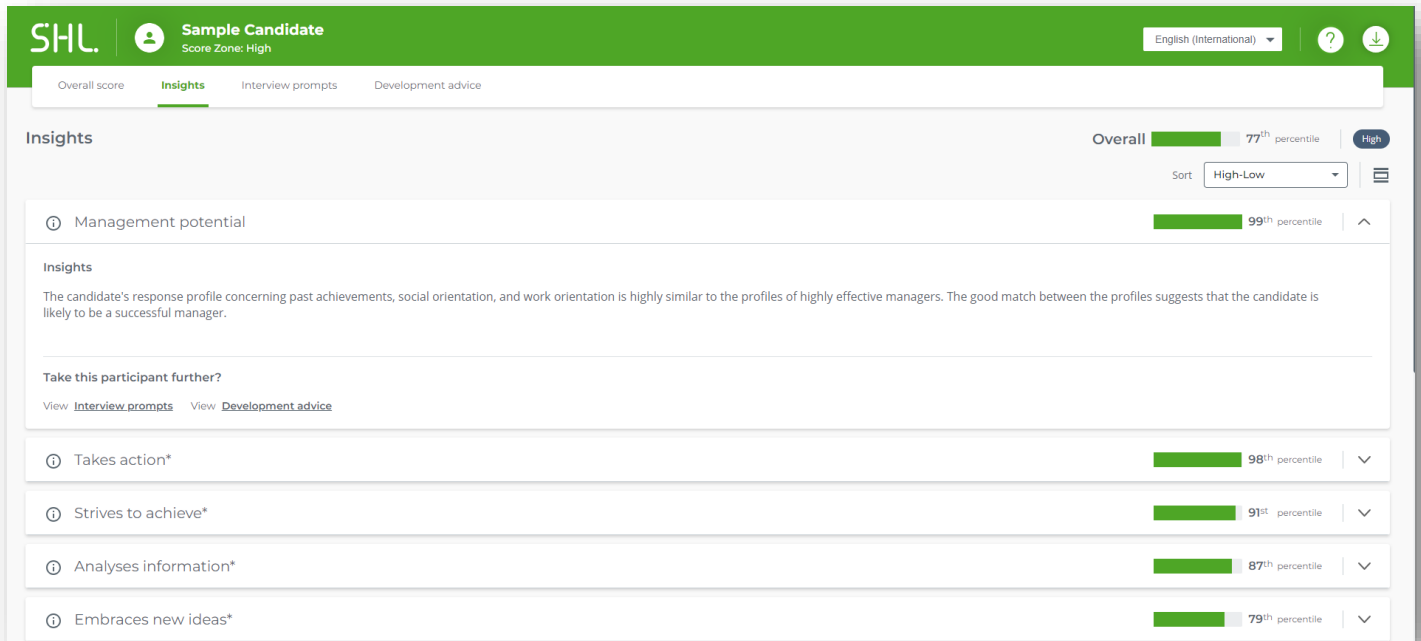 SHL.
Sample Candidate
Score Zone: High
English (International)
?
Overall score Insights Interview prompts Development advice
Insights
Overall 77th percentile High
Sort High-Low
Management potential 99th percentile
Insights
The candidate's response profile concerning past achievements, social orientation, and work orientation is highly similar to the profiles of highly effective managers. The good match between the profiles suggests that the candidate is
likely to be a successful manager.
Take this participant further?
View Interview prompts View Development advice
Takes action* 98th percentile
Strives to achieve* 91st percentile
Analyses information* 87th percentile
Embraces new ideas* 79th percentile